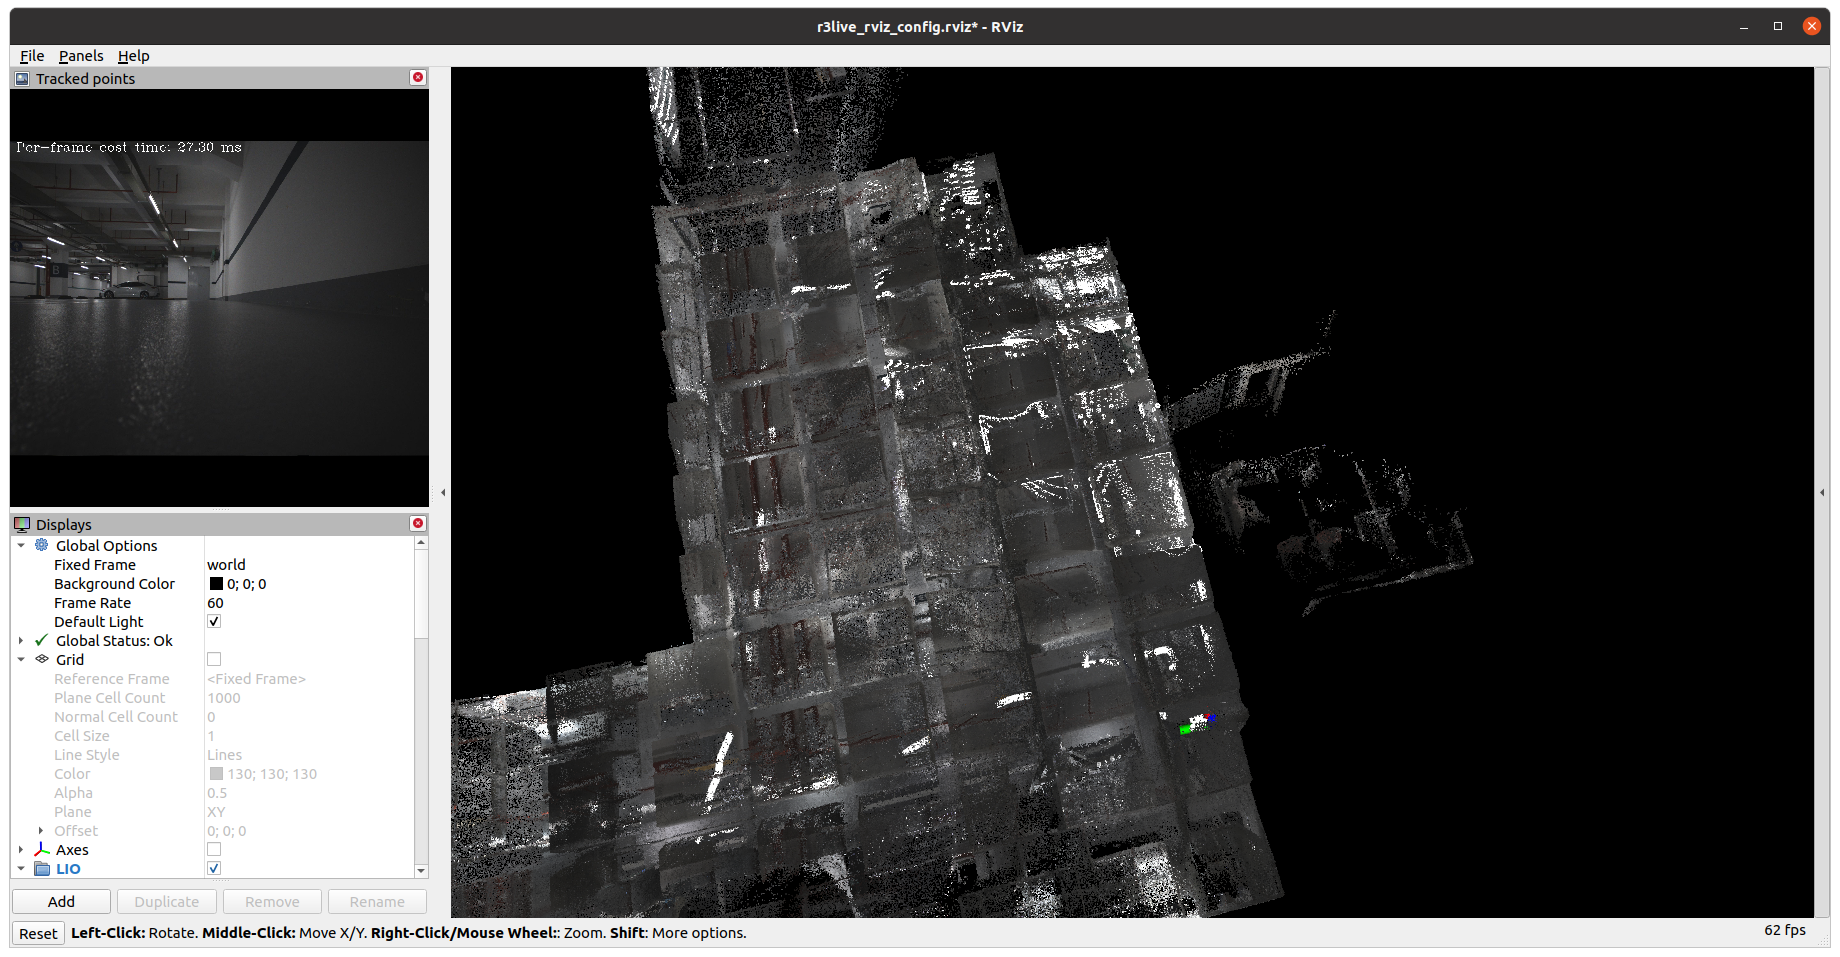 r3live_rviz_config.rviz* - RViz
File Panels Help
Tracked points
Per-frame cost time: 27.30 ms
B
Displays
Global Options
Fixed Frame world
Background Color 0; 0; 0
Frame Rate 60
Default Light
Global Status: Ok
Grid
Reference Frame <Fixed Frame>
Plane Cell Count 1000
Normal Cell Count 0
Cell Size 1
Line Style Lines
Color 130; 130; 130
Alpha 0.5
Plane XY
Offset 0; 0; 0
Axes
LIO
Add Duplicate Remove Rename
Reset Left-Click: Rotate. Middle-Click: Move X/Y. Right-Click/Mouse Wheel:: Zoom. Shift: More options. 62 fps